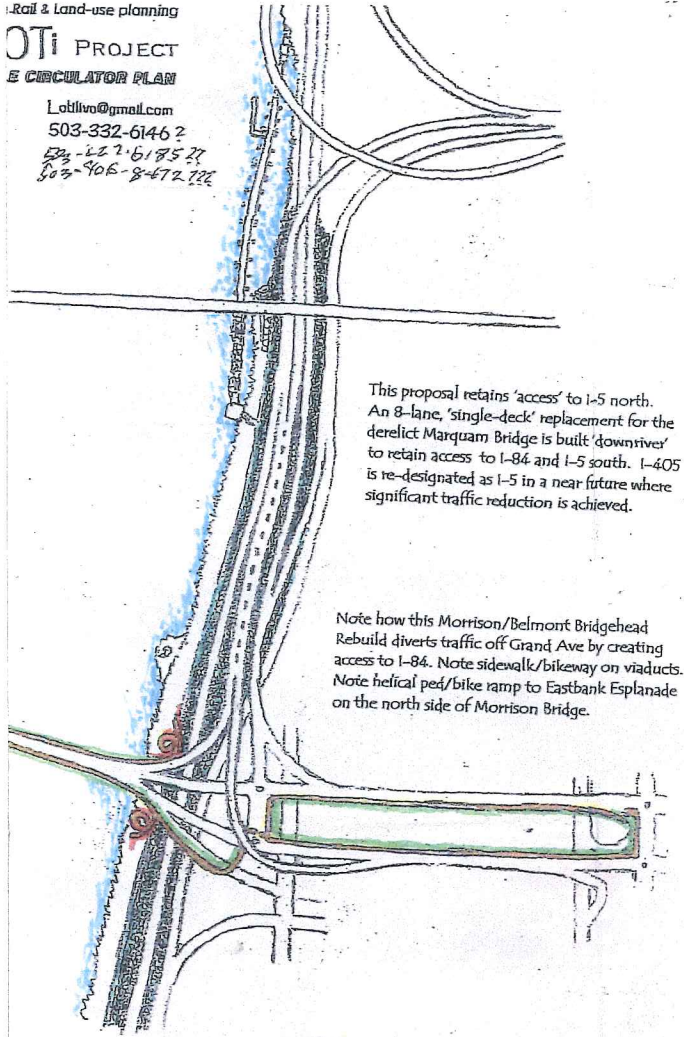 Rail & Land-use planning
OTi PROJECT
E CIRCULATOR PLAN
Lotilivo@gmail.com
503-332-6146 ?
This proposal retains 'access' to I-5 north.
An 8-lane, 'single-deck' replacement for the
derelict Marquam Bridge is built 'downriver'
to retain access to I-84 and I-5 south. I-405
is re-designated as I-5 in a near future where
significant traffic reduction is achieved.
Note how this Morrison/Belmont Bridgehead
Rebuild diverts traffic off Grand Ave by creating
access to I-84. Note sidewalk/bikeway on viaducts.
Note helical ped/bike ramp to Eastbank Esplanade
on the north side of Morrison Bridge.